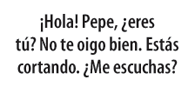 ¡Hola! Pepe, ¿eres
tú? No te oigo bien. Estás
cortando. ¿Me escuchas?